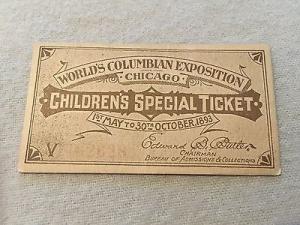 WORLD'S COLUMBIAN EXPOSITION
CHICAGO
CHILDREN'S SPECIAL TICKET
1ST MAY TO 30TH OCTOBER 1893
V
Edward B. Butler
CHAIRMAN
BUREAU OF ADMISSIONS & COLLECTIONS